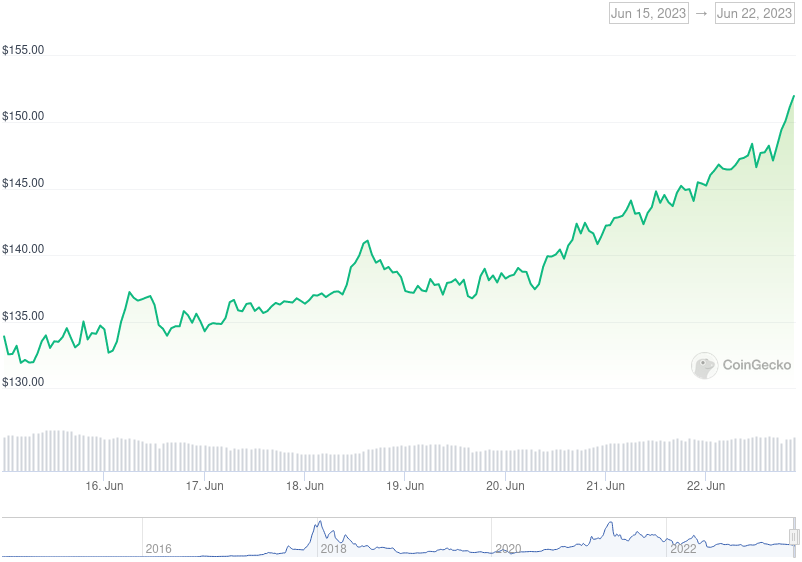 Jun 15, 2023 → Jun 22, 2023
$155.00
$150.00
$145.00
$140.00
$135.00
$130.00
CoinGecko
16. Jun 17. Jun 18. Jun 19. Jun 20. Jun 21. Jun 22. Jun
2016 2018 2020 2022